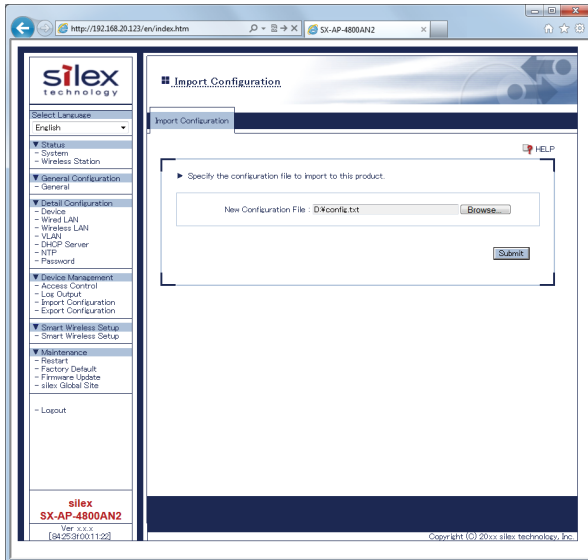 http://192.168.20.123/en/index.htm
SX-AP-4800AN2
silex
technology
Select Language
English
▼ Status
- System
- Wireless Station
▼ General Configuration
- General
▼ Detail Configuration
- Device
- Wired LAN
- Wireless LAN
- VLAN
- DHCP Server
- NTP
- Password
▼ Device Management
- Access Control
- Log Output
- Import Configuration
- Export Configuration
▼ Smart Wireless Setup
- Smart Wireless Setup
▼ Maintenance
- Restart
- Factory Default
- Firmware Update
- silex Global Site
- Logout
silex
SX-AP-4800AN2
Ver x.x.x
[84:25:3f:00:11:22]
Import Configuration
Import Configuration
HELP
► Specify the configuration file to import to this product.
New Configuration File : D:¥config.txt
Browse...
Submit
Copyright (C) 20xx silex technology, Inc.